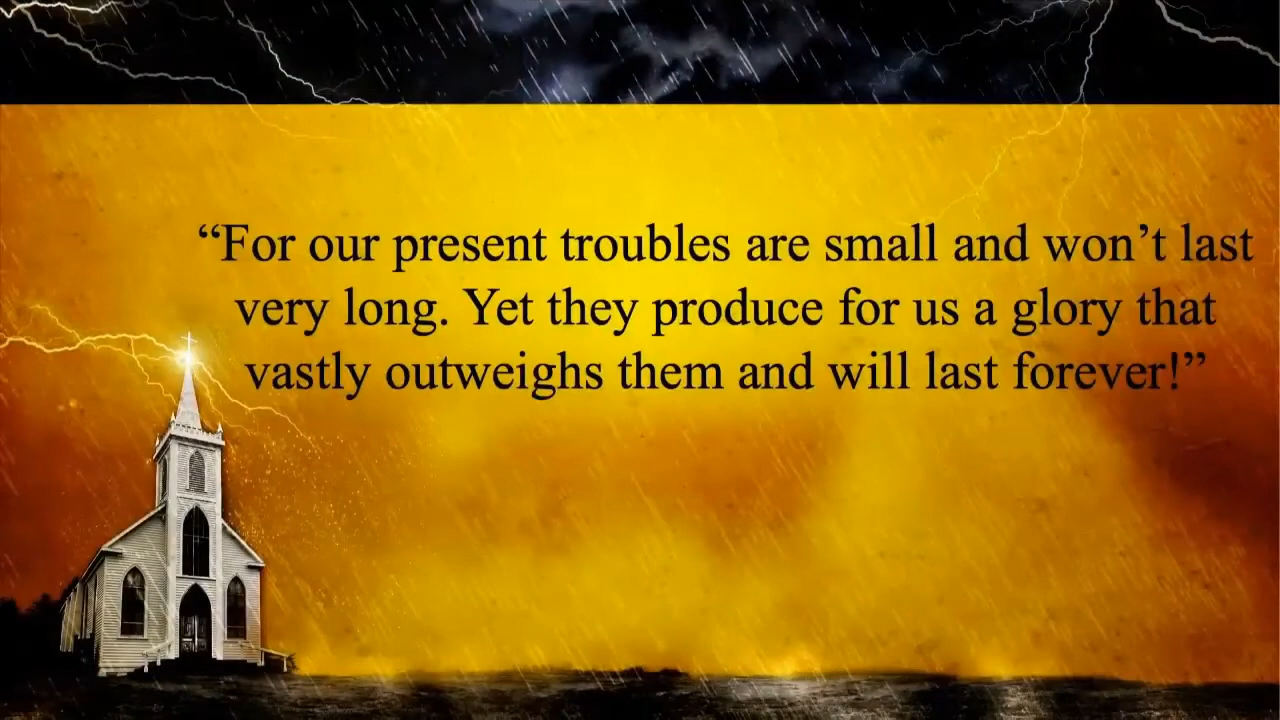 “For our present troubles are small and won’t last
very long. Yet they produce for us a glory that
vastly outweighs them and will last forever!”